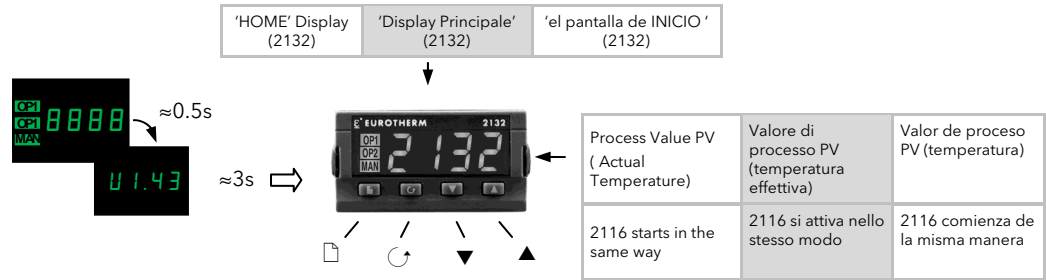 'HOME' Display
(2132)
'Display Principale'
(2132)
'el pantalla de INICIO '
(2132)
OP1
OP1
MAN
8888
≈0.5s
U1.43
≈3s
EUROTHERM 2132
OP1
OP2
MAN
2132
Process Value PV
( Actual
Temperature)
Valore di
processo PV
(temperatura
effettiva)
Valor de proceso
PV (temperatura)
2116 starts in the
same way
2116 si attiva nello
stesso modo
2116 comienza de
la misma manera